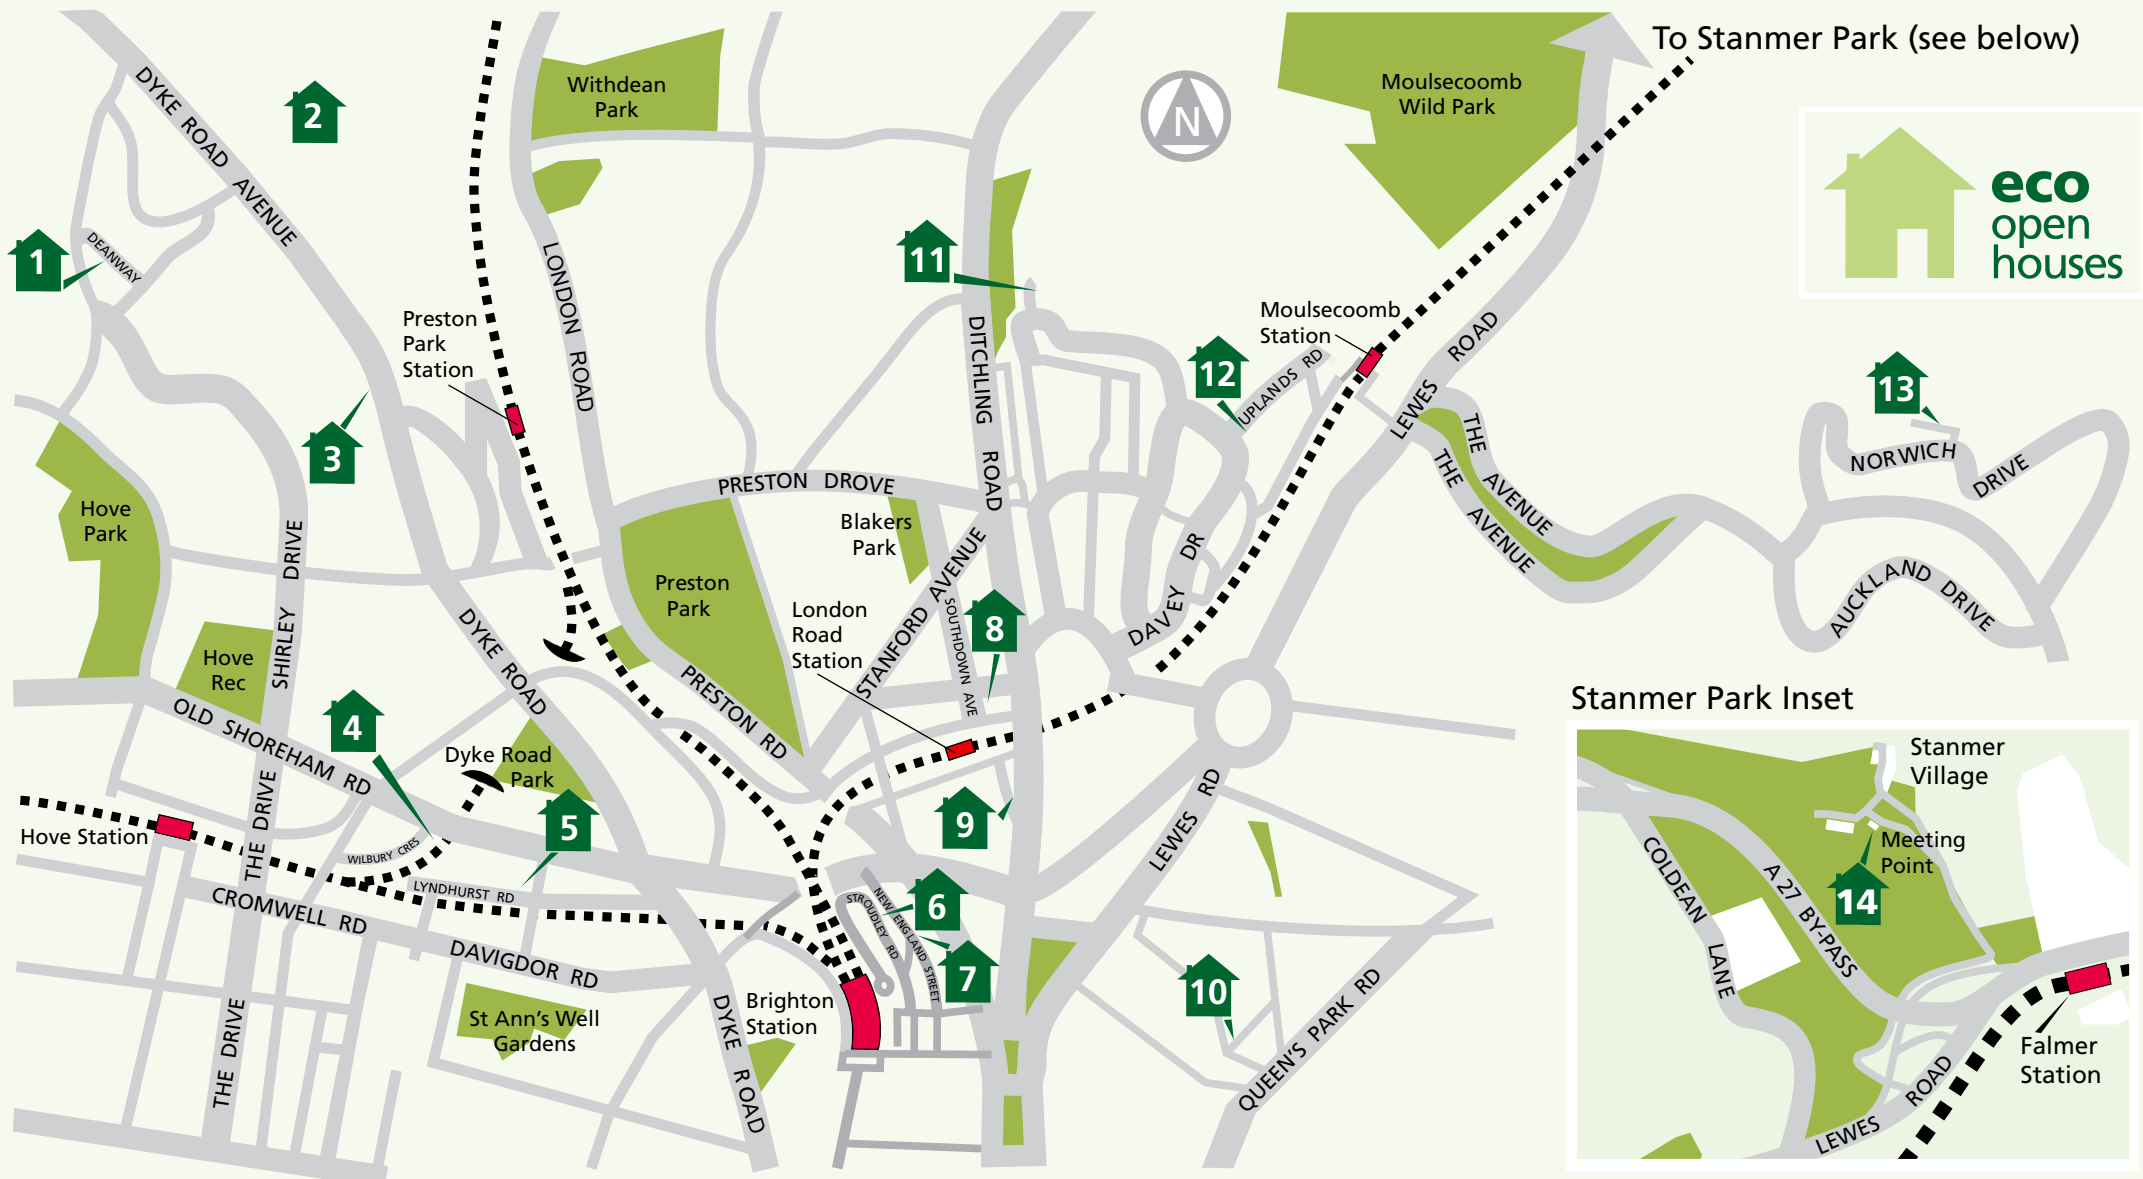 To Stanmer Park (see below)
DYKE ROAD AVENUE
2
Withdean
Park
N
Moulsecoomb
Wild Park
eco
open
houses
1
DEANWAY
11
LONDON ROAD
Preston
Park
Station
Moulsecoomb
Station
12
UPLANDS RD
LEWES ROAD
13
3
DITCHLING ROAD
THE AVENUE
THE AVENUE
NORWICH DRIVE
Hove
Park
PRESTON DROVE
Blakers
Park
SHIRLEY DRIVE
STANFORD AVENUE
DAVEY DR
AUCKLAND DRIVE
Preston
Park
London
Road
Station
SOUTHDOWN AVE
8
DYKE ROAD
Hove
Rec
PRESTON RD
OLD SHOREHAM RD
4
Dyke Road
Park
Stanmer Park Inset
Stanmer
Village
THE DRIVE
Hove Station
WILBURY CRES
5
9
LEWES RD
COLDEAN LANE
A 27 BY-PASS
Meeting
Point
14
LYNDHURST RD
CROMWELL RD
STROUDLEY RD
NEW ENGLAND STREET
6
DAVIGDOR RD
7
10
QUEEN'S PARK RD
Brighton
Station
St Ann's Well
Gardens
THE DRIVE
DYKE ROAD
Falmer
Station
LEWES ROAD